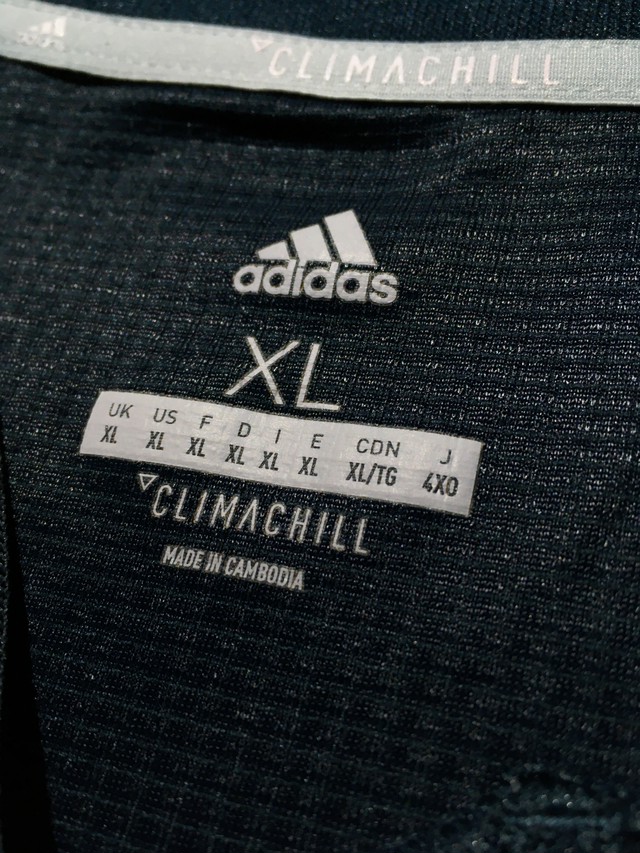 adidas
CLIMACHILL
adidas
XL
UK US F D I E CDN J
XL XL XL XL XL XL XL/TG 4XO
CLIMACHILL
MADE IN CAMBODIA